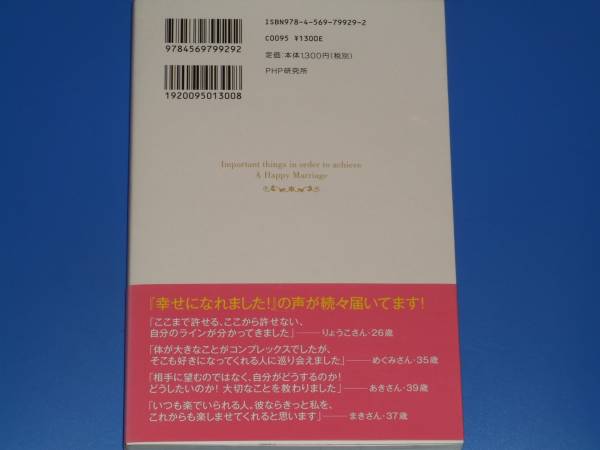 ISBN978-4-569-79929-2
C0095 ¥1300E
定価:本体1,300円(税別)
PHP研究所
9784569799292
1920095013008
Important things in order to achieve
A Happy Marriage
『幸せになれました!』の声が続々届いてます!
「ここまで許せる、ここから許せない、
自分のラインが分かってきました」――りょうこさん・26歳
「体が大きなことがコンプレックスでしたが、
そこも好きになってくれる人に巡り会えました」――めぐみさん・35歳
「相手に望むのではなく、自分がどうするのか!
どうしたいのか! 大切なことを教わりました」――あきさん・39歳
「いつも楽でいられる人。彼ならきっと私を、
これからも楽しませてくれると思います」――まきさん・37歳